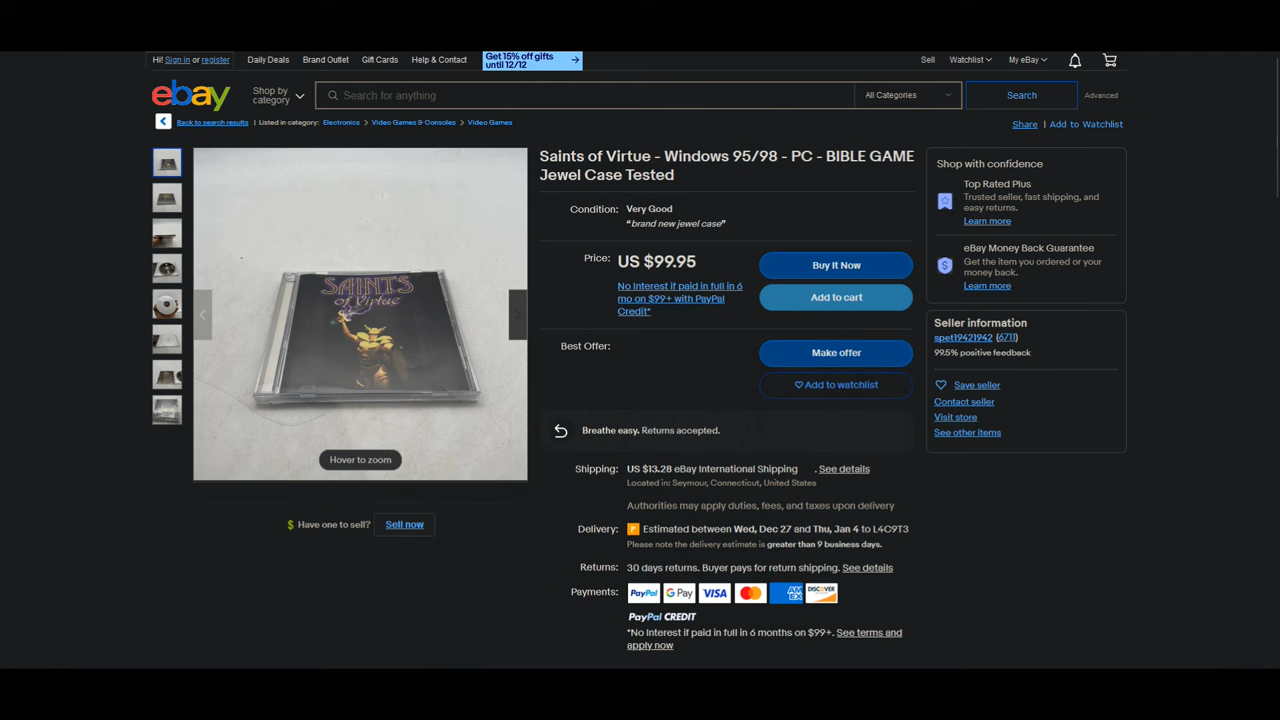 Hi! Sign in or register
Daily Deals
Brand Outlet
Gift Cards
Help & Contact
Get 15% off gifts
until 12/12
Sell
Watchlist
My eBay
ebay
Shop by
category
Search for anything
All Categories
Search
Advanced
Back to search results | Listed in category: Electronics > Video Games & Consoles > Video Games
Share | Add to Watchlist
SAINTS
of Virtue
Hover to zoom
Have one to sell? Sell now
Saints of Virtue - Windows 95/98 - PC - BIBLE GAME
Jewel Case Tested
Condition: Very Good
“brand new jewel case”
Price: US $99.95
No Interest if paid in full in 6
mo on $99+ with PayPal
Credit*
Buy It Now
Add to cart
Best Offer:
Make offer
Add to watchlist
Breathe easy. Returns accepted.
Shipping: US $13.28 eBay International Shipping . See details
Located in: Seymour, Connecticut, United States
Authorities may apply duties, fees, and taxes upon delivery
Delivery: Estimated between Wed, Dec 27 and Thu, Jan 4 to L4C9T3
Please note the delivery estimate is greater than 9 business days.
Returns: 30 days returns. Buyer pays for return shipping. See details
Payments: PayPal G Pay VISA AMEX DISCOVER
PayPal CREDIT
*No Interest if paid in full in 6 months on $99+. See terms and
apply now
Shop with confidence
Top Rated Plus
Trusted seller, fast shipping, and
easy returns.
Learn more
eBay Money Back Guarantee
Get the item you ordered or your
money back.
Learn more
Seller information
spet19421942 (6711)
99.5% positive feedback
Save seller
Contact seller
Visit store
See other items